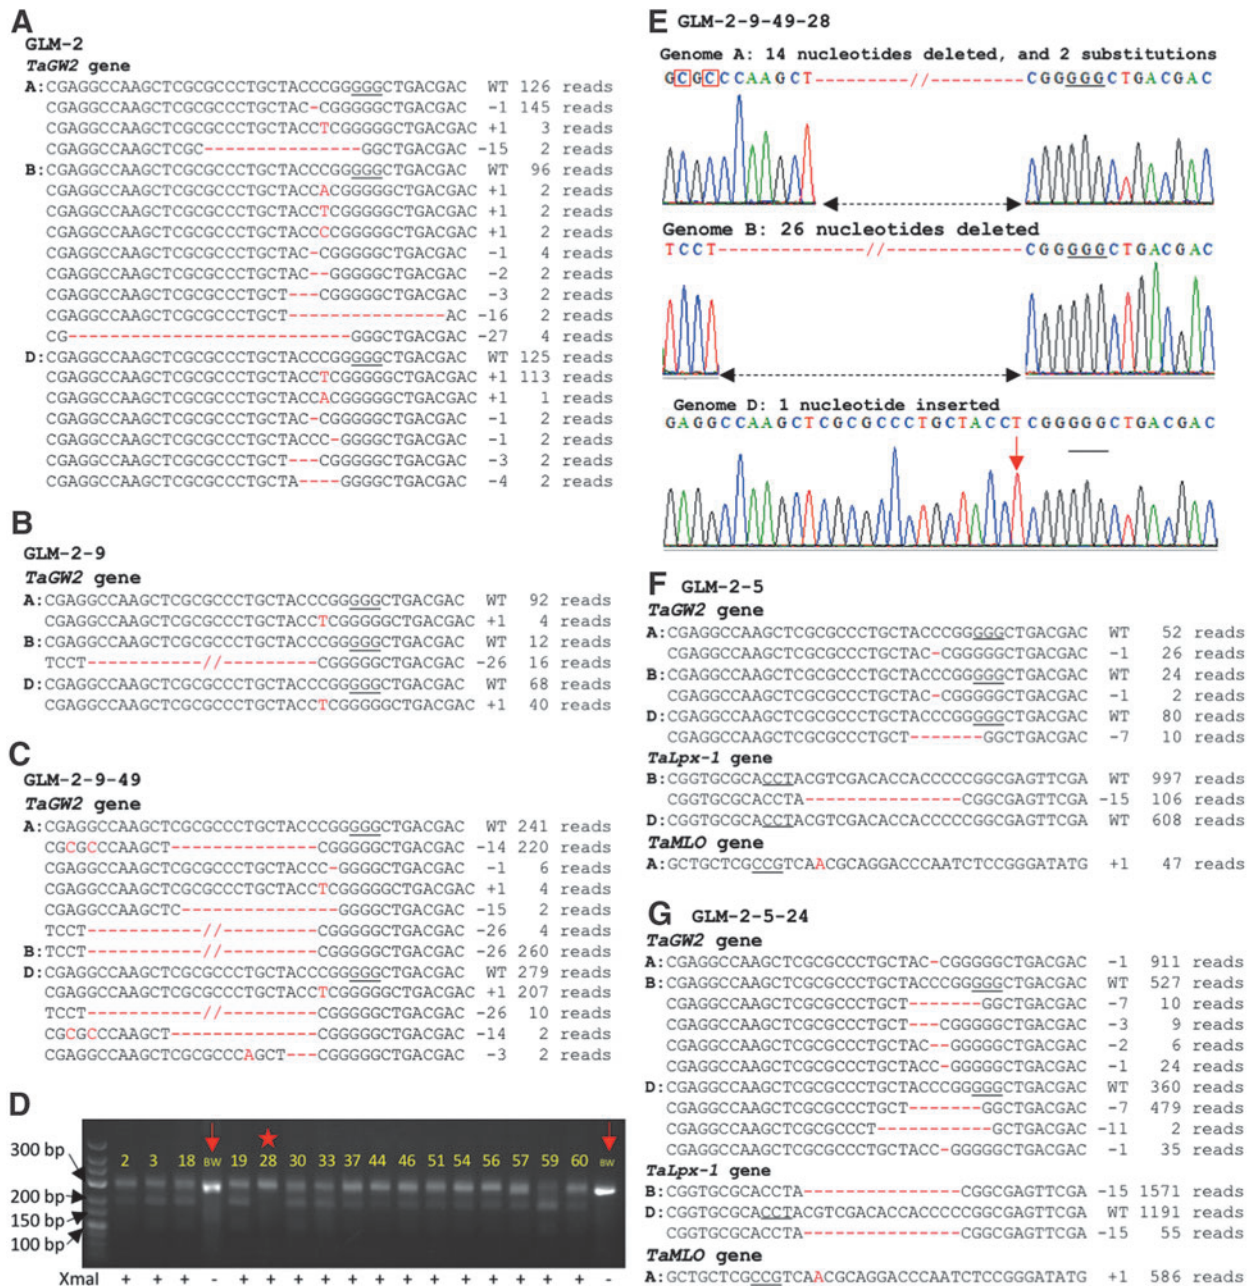 A
GLM-2
TaGW2 gene
A:CGAGGCCAAGCTCGCGCCCTGCTACCCGGGGGCTGACGAC WT 126 reads
CGAGGCCAAGCTCGCGCCCTGCTAC-CGGGGGCTGACGAC -1 145 reads
CGAGGCCAAGCTCGCGCCCTGCTACCTCGGGGGCTGACGAC +1 3 reads
CGAGGCCAAGCTCGC---------------GGCTGACGAC -15 2 reads
B:CGAGGCCAAGCTCGCGCCCTGCTACCCGGGGGCTGACGAC WT 96 reads
CGAGGCCAAGCTCGCGCCCTGCTACCACGGGGGCTGACGAC +1 2 reads
CGAGGCCAAGCTCGCGCCCTGCTACCTCGGGGGCTGACGAC +1 2 reads
CGAGGCCAAGCTCGCGCCCTGCTACCCCGGGGGCTGACGAC +1 2 reads
CGAGGCCAAGCTCGCGCCCTGCTAC-CGGGGGCTGACGAC -1 4 reads
CGAGGCCAAGCTCGCGCCCTGCTAC--GGGGGCTGACGAC -2 2 reads
CGAGGCCAAGCTCGCGCCCTGCT---CGGGGGCTGACGAC -3 2 reads
CGAGGCCAAGCTCGCGCCCTGCT---------------AC -16 2 reads
CG---------------------------GGGCTGACGAC -27 4 reads
D:CGAGGCCAAGCTCGCGCCCTGCTACCCGGGGGCTGACGAC WT 125 reads
CGAGGCCAAGCTCGCGCCCTGCTACCTCGGGGGCTGACGAC +1 113 reads
CGAGGCCAAGCTCGCGCCCTGCTACCACGGGGGCTGACGAC +1 1 reads
CGAGGCCAAGCTCGCGCCCTGCTAC-CGGGGGCTGACGAC -1 2 reads
CGAGGCCAAGCTCGCGCCCTGCTACCC-GGGGCTGACGAC -1 2 reads
CGAGGCCAAGCTCGCGCCCTGCT---CGGGGGCTGACGAC -3 2 reads
CGAGGCCAAGCTCGCGCCCTGCTA----GGGGCTGACGAC -4 2 reads
B
GLM-2-9
TaGW2 gene
A:CGAGGCCAAGCTCGCGCCCTGCTACCCGGGGGCTGACGAC WT 92 reads
CGAGGCCAAGCTCGCGCCCTGCTACCTCGGGGGCTGACGAC +1 4 reads
B:CGAGGCCAAGCTCGCGCCCTGCTACCCGGGGGCTGACGAC WT 12 reads
TCCT-----------//---------CGGGGGCTGACGAC -26 16 reads
D:CGAGGCCAAGCTCGCGCCCTGCTACCCGGGGGCTGACGAC WT 68 reads
CGAGGCCAAGCTCGCGCCCTGCTACCTCGGGGGCTGACGAC +1 40 reads
C
GLM-2-9-49
TaGW2 gene
A:CGAGGCCAAGCTCGCGCCCTGCTACCCGGGGGCTGACGAC WT 241 reads
CGCGCCCAAGCT--------------CGGGGGCTGACGAC -14 220 reads
CGAGGCCAAGCTCGCGCCCTGCTACCC-GGGGCTGACGAC -1 6 reads
CGAGGCCAAGCTCGCGCCCTGCTACCTCGGGGGCTGACGAC +1 4 reads
CGAGGCCAAGCTC---------------GGGGCTGACGAC -15 2 reads
TCCT-----------//---------CGGGGGCTGACGAC -26 4 reads
B:TCCT-----------//---------CGGGGGCTGACGAC -26 260 reads
D:CGAGGCCAAGCTCGCGCCCTGCTACCCGGGGGCTGACGAC WT 279 reads
CGAGGCCAAGCTCGCGCCCTGCTACCTCGGGGGCTGACGAC +1 207 reads
TCCT-----------//---------CGGGGGCTGACGAC -26 10 reads
CGCGCCCAAGCT--------------CGGGGGCTGACGAC -14 2 reads
CGAGGCCAAGCTCGCGCCCAGCT---CGGGGGCTGACGAC -3 2 reads
D
300 bp
200 bp
150 bp
100 bp
2 3 18 BW 19 28 30 33 37 44 46 51 54 56 57 59 60 BW
XmaI + + + - + + + + + + + + + + + + + -
E GLM-2-9-49-28
Genome A: 14 nucleotides deleted, and 2 substitutions
GCGCCCAAGCT----------//-----------CGGGGGCTGACGAC
Genome B: 26 nucleotides deleted
TCCT---------------//---------------CGGGGGCTGACGAC
Genome D: 1 nucleotide inserted
GAGGCCAAGCTCGCGCCCTGCTACCTCGGGGGCTGACGAC
F GLM-2-5
TaGW2 gene
A:CGAGGCCAAGCTCGCGCCCTGCTACCCGGGGGCTGACGAC WT 52 reads
CGAGGCCAAGCTCGCGCCCTGCTAC-CGGGGGCTGACGAC -1 26 reads
B:CGAGGCCAAGCTCGCGCCCTGCTACCCGGGGGCTGACGAC WT 24 reads
CGAGGCCAAGCTCGCGCCCTGCTAC-CGGGGGCTGACGAC -1 2 reads
D:CGAGGCCAAGCTCGCGCCCTGCTACCCGGGGGCTGACGAC WT 80 reads
CGAGGCCAAGCTCGCGCCCTGCT-------GGCTGACGAC -7 10 reads
TaLpx-1 gene
B:CGGTGCGCACCTACGTCGACACCACCCCCGGCGAGTTCGA WT 997 reads
CGGTGCGCACCTA---------------CGGCGAGTTCGA -15 106 reads
D:CGGTGCGCACCTACGTCGACACCACCCCCGGCGAGTTCGA WT 608 reads
TaMLO gene
A:GCTGCTCGCCGTCAACGCAGGACCCAATCTCCGGGATATG +1 47 reads
G GLM-2-5-24
TaGW2 gene
A:CGAGGCCAAGCTCGCGCCCTGCTAC-CGGGGGCTGACGAC -1 911 reads
B:CGAGGCCAAGCTCGCGCCCTGCTACCCGGGGGCTGACGAC WT 527 reads
CGAGGCCAAGCTCGCGCCCTGCT-------GGCTGACGAC -7 10 reads
CGAGGCCAAGCTCGCGCCCTGCT---CGGGGGCTGACGAC -3 9 reads
CGAGGCCAAGCTCGCGCCCTGCTAC--GGGGGCTGACGAC -2 6 reads
CGAGGCCAAGCTCGCGCCCTGCTACC-GGGGGCTGACGAC -1 24 reads
D:CGAGGCCAAGCTCGCGCCCTGCTACCCGGGGGCTGACGAC WT 360 reads
CGAGGCCAAGCTCGCGCCCTGCT-------GGCTGACGAC -7 479 reads
CGAGGCCAAGCTCGCGCCCT-----------GCTGACGAC -11 2 reads
CGAGGCCAAGCTCGCGCCCTGCTACC-GGGGGCTGACGAC -1 35 reads
TaLpx-1 gene
B:CGGTGCGCACCTA---------------CGGCGAGTTCGA -15 1571 reads
D:CGGTGCGCACCTACGTCGACACCACCCCCGGCGAGTTCGA WT 1191 reads
CGGTGCGCACCTA---------------CGGCGAGTTCGA -15 55 reads
TaMLO gene
A:GCTGCTCGCCGTCAACGCAGGACCCAATCTCCGGGATATG +1 586 reads